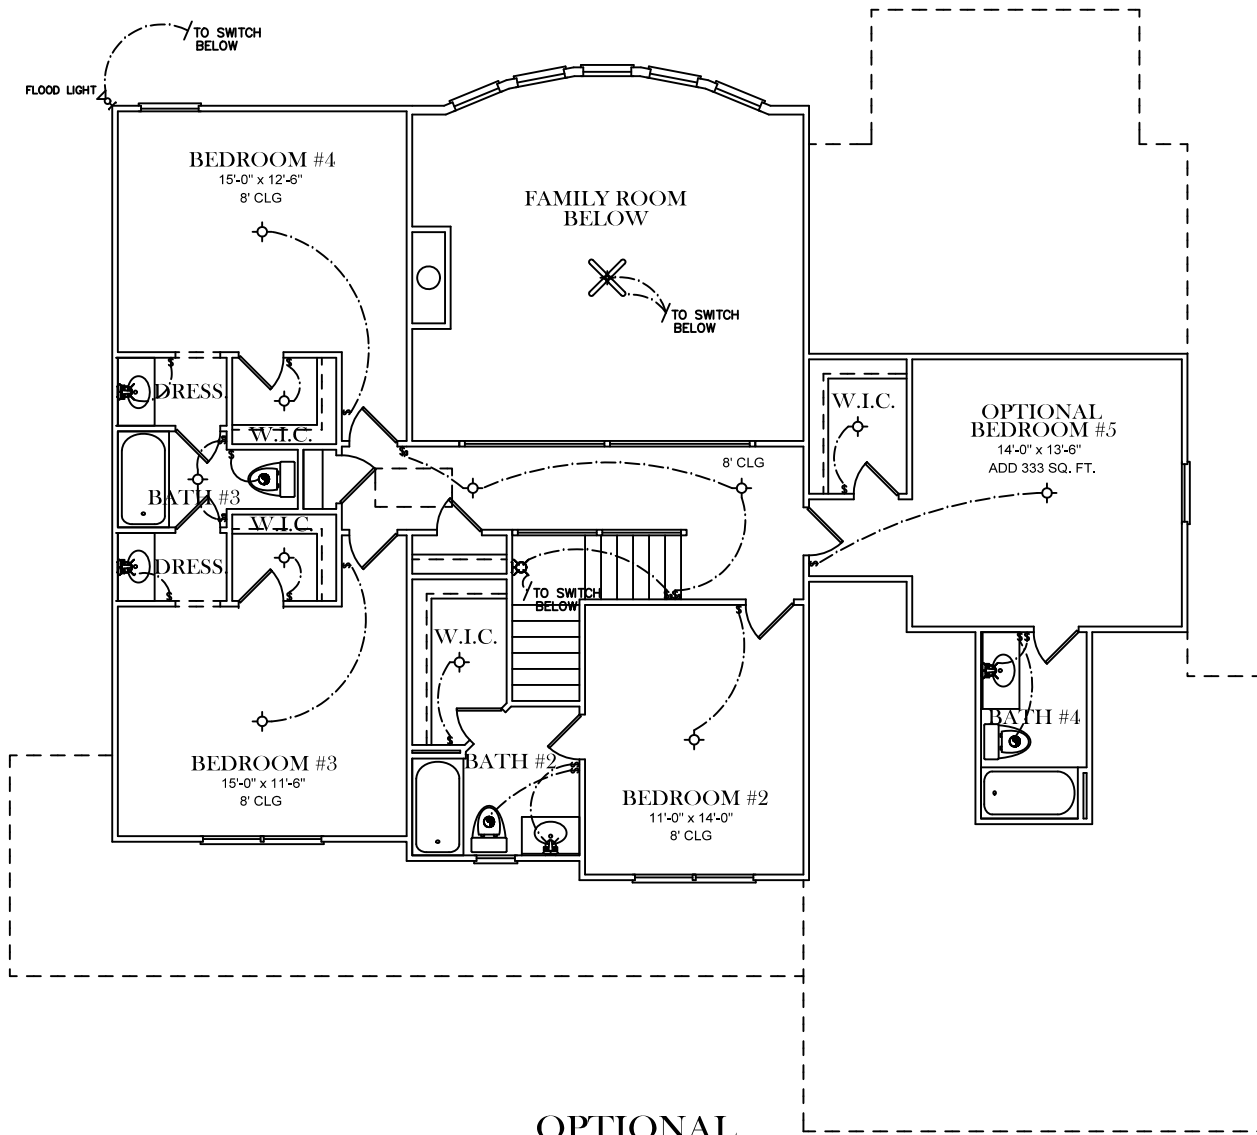 TO SWITCH
BELOW
FLOOD LIGHT
BEDROOM #4
15'-0" x 12'-6"
8' CLG
FAMILY ROOM
BELOW
TO SWITCH
BELOW
DRESS.
W.I.C.
BATH #3
W.I.C.
DRESS.
8' CLG
W.I.C.
OPTIONAL
BEDROOM #5
14'-0" x 13'-6"
ADD 333 SQ. FT.
TO SWITCH
BELOW
W.I.C.
BATH #4
BEDROOM #3
15'-0" x 11'-6"
8' CLG
BATH #2
BEDROOM #2
11'-0" x 14'-0"
8' CLG
OPTIONAL